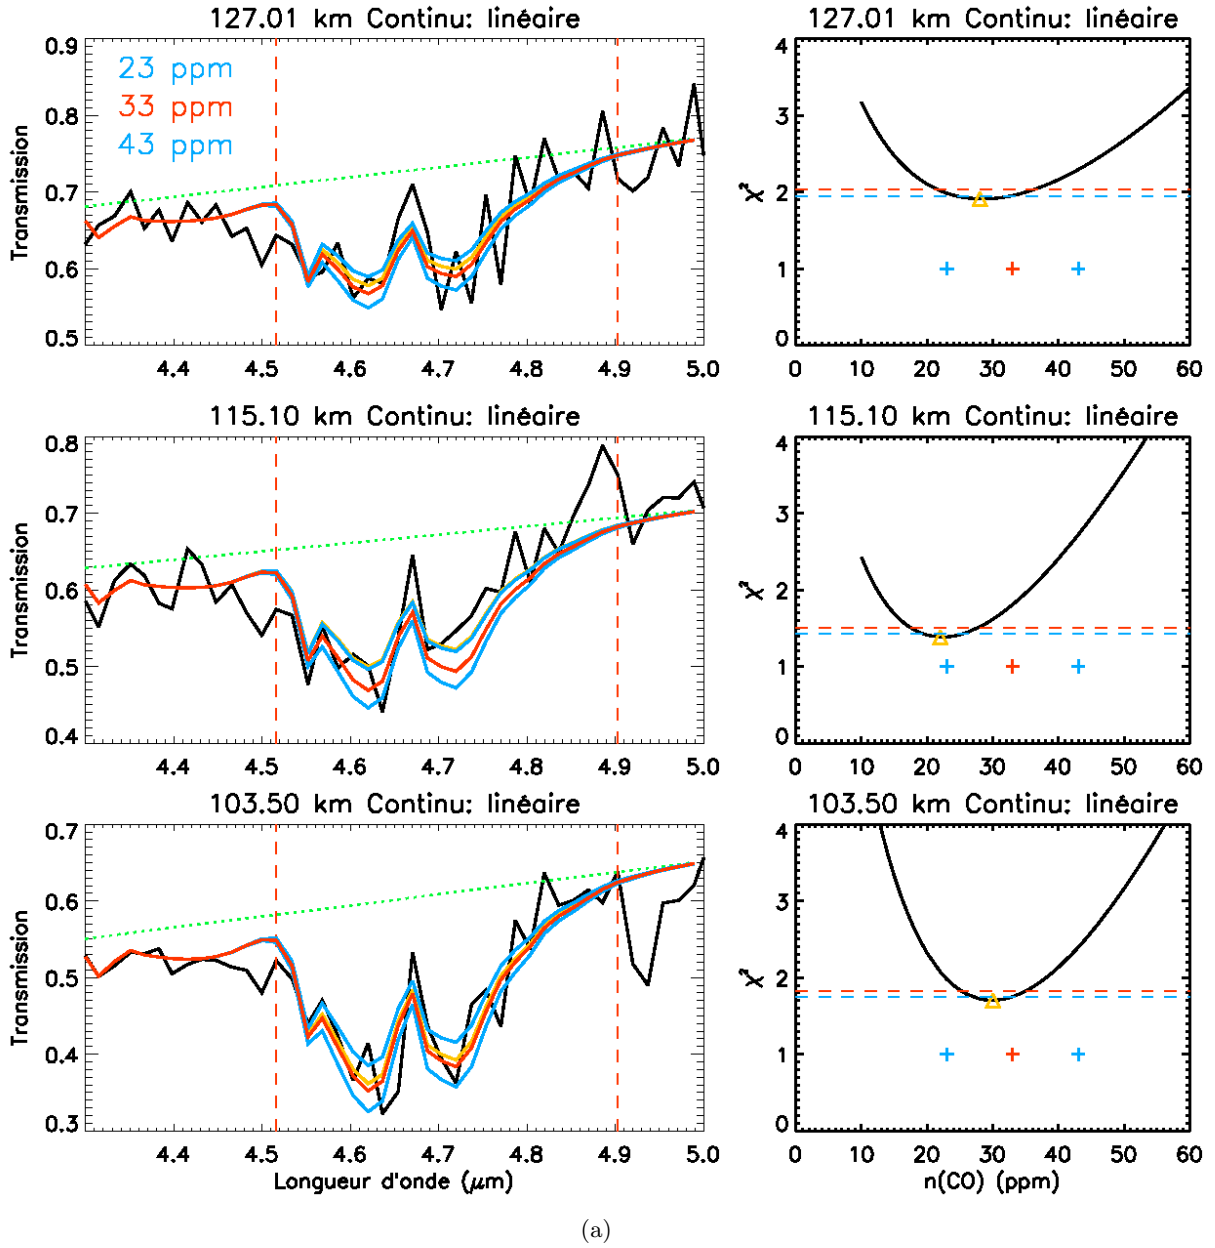 127.01 km Continu: linéaire
127.01 km Continu: linéaire
23 ppm
33 ppm
43 ppm
Transmission
0.9
0.8
0.7
0.6
0.5
4.4 4.5 4.6 4.7 4.8 4.9 5.0
χ²
4
3
2
1
0
0 10 20 30 40 50 60
115.10 km Continu: linéaire
115.10 km Continu: linéaire
Transmission
0.8
0.7
0.6
0.5
0.4
4.4 4.5 4.6 4.7 4.8 4.9 5.0
χ²
4
3
2
1
0
0 10 20 30 40 50 60
103.50 km Continu: linéaire
103.50 km Continu: linéaire
Transmission
0.7
0.6
0.5
0.4
0.3
4.4 4.5 4.6 4.7 4.8 4.9 5.0
Longueur d'onde (μm)
χ²
4
3
2
1
0
0 10 20 30 40 50 60
n(CO) (ppm)
(a)